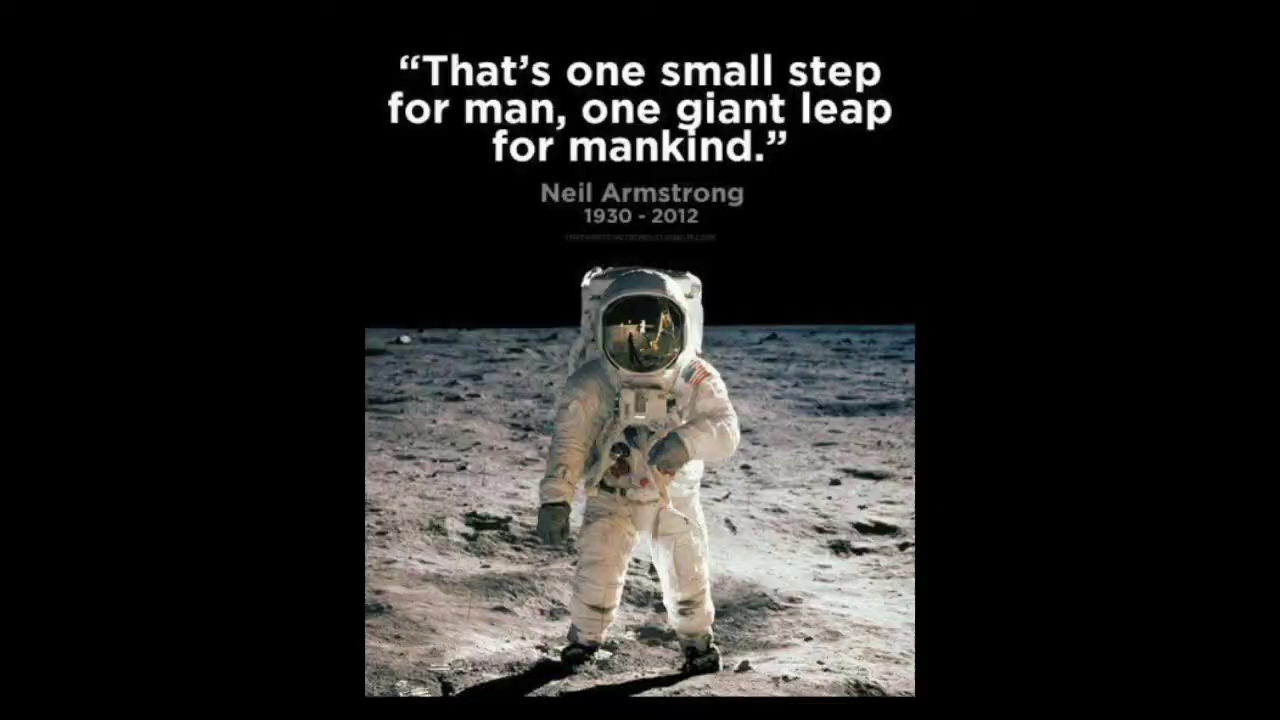 “That’s one small step
for man, one giant leap
for mankind.”
Neil Armstrong
1930 - 2012